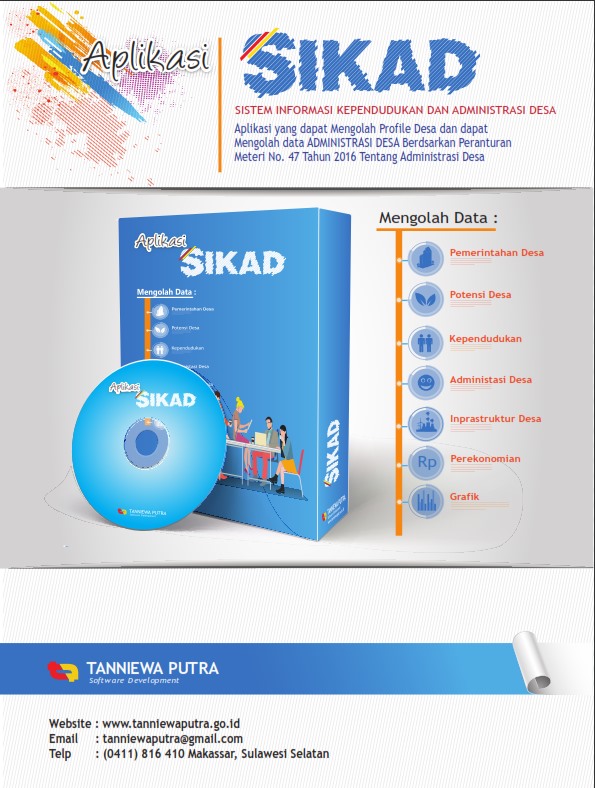 Aplikasi
SIKAD
SISTEM INFORMASI KEPENDUDUKAN DAN ADMINISTRASI DESA
Aplikasi yang dapat Mengolah Profile Desa dan dapat
Mengolah data ADMINISTRASI DESA Berdsarkan Peranturan
Meteri No. 47 Tahun 2016 Tentang Administrasi Desa
Aplikasi
SIKAD
Mengolah Data :
Pemerintahan Desa
Potensi Desa
Kependudukan
Desa
SIKAD
TANNIEWA PUTRA
Aplikasi
SIKAD
TANNIEWA PUTRA
Mengolah Data :
Pemerintahan Desa
Potensi Desa
Kependudukan
Administasi Desa
Inprastruktur Desa
Rp
Perekonomian
Grafik
TANNIEWA PUTRA
Software Development
Website : www.tanniewaputra.go.id
Email : tanniewaputra@gmail.com
Telp : (0411) 816 410 Makassar, Sulawesi Selatan